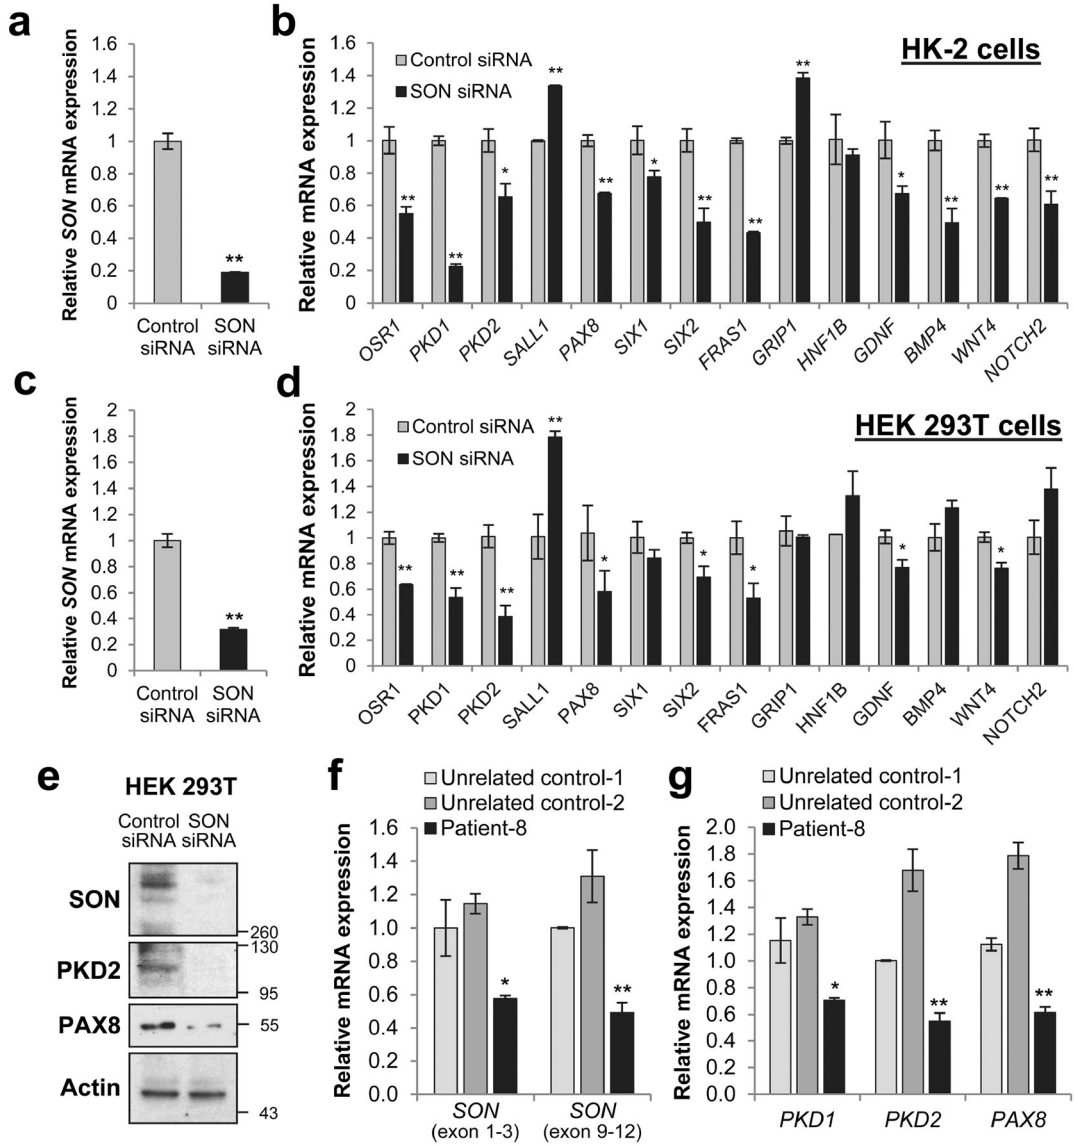 a
Relative SON mRNA expression
1.6
1.4
1.2
1
0.8
0.6
0.4
0.2
0
**
Control siRNA
SON siRNA
b
HK-2 cells
Relative mRNA expression
1.6
1.4
1.2
1
0.8
0.6
0.4
0.2
0
Control siRNA
SON siRNA
** ** * ** ** * ** ** ** * ** ** **
OSR1 PKD1 PKD2 SALL1 PAX8 SIX1 SIX2 FRAS1 GRIP1 HNF1B GDNF BMP4 WNT4 NOTCH2
c
Relative SON mRNA expression
2
1.8
1.6
1.4
1.2
1
0.8
0.6
0.4
0.2
0
**
Control siRNA
SON siRNA
d
HEK 293T cells
Relative mRNA expression
2
1.8
1.6
1.4
1.2
1
0.8
0.6
0.4
0.2
0
Control siRNA
SON siRNA
** ** ** ** * * * * *
OSR1 PKD1 PKD2 SALL1 PAX8 SIX1 SIX2 FRAS1 GRIP1 HNF1B GDNF BMP4 WNT4 NOTCH2
e
HEK 293T
Control SON
siRNA siRNA
SON
260
130
PKD2
95
PAX8
55
Actin
43
f
Unrelated control-1
Unrelated control-2
Patient-8
Relative mRNA expression
1.6
1.4
1.2
1.0
0.8
0.6
0.4
0.2
0.0
* **
SON SON
(exon 1-3) (exon 9-12)
g
Unrelated control-1
Unrelated control-2
Patient-8
Relative mRNA expression
2.0
1.8
1.6
1.4
1.2
1.0
0.8
0.6
0.4
0.2
0.0
* ** **
PKD1 PKD2 PAX8